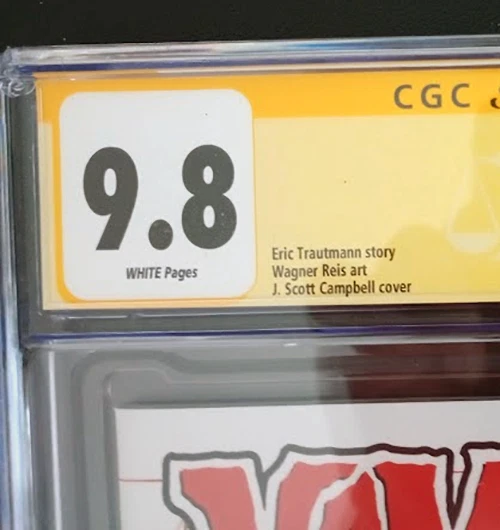 CGC
9.8
WHITE Pages
Eric Trautmann story
Wagner Reis art
J. Scott Campbell cover